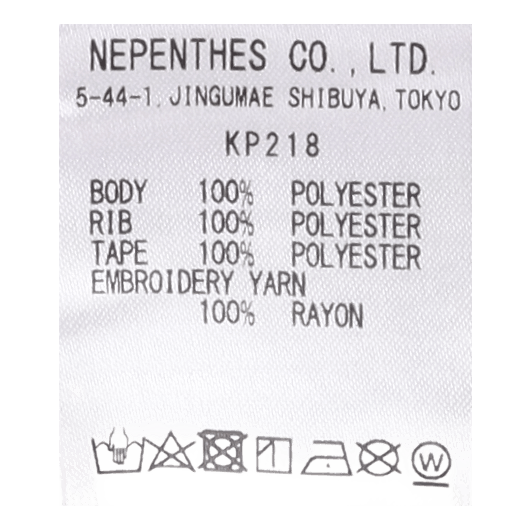 NEPENTHES CO., LTD.
5-44-1, JINGUMAE SHIBUYA, TOKYO
KP218
BODY 100% POLYESTER
RIB 100% POLYESTER
TAPE 100% POLYESTER
EMBROIDERY YARN
100% RAYON
W